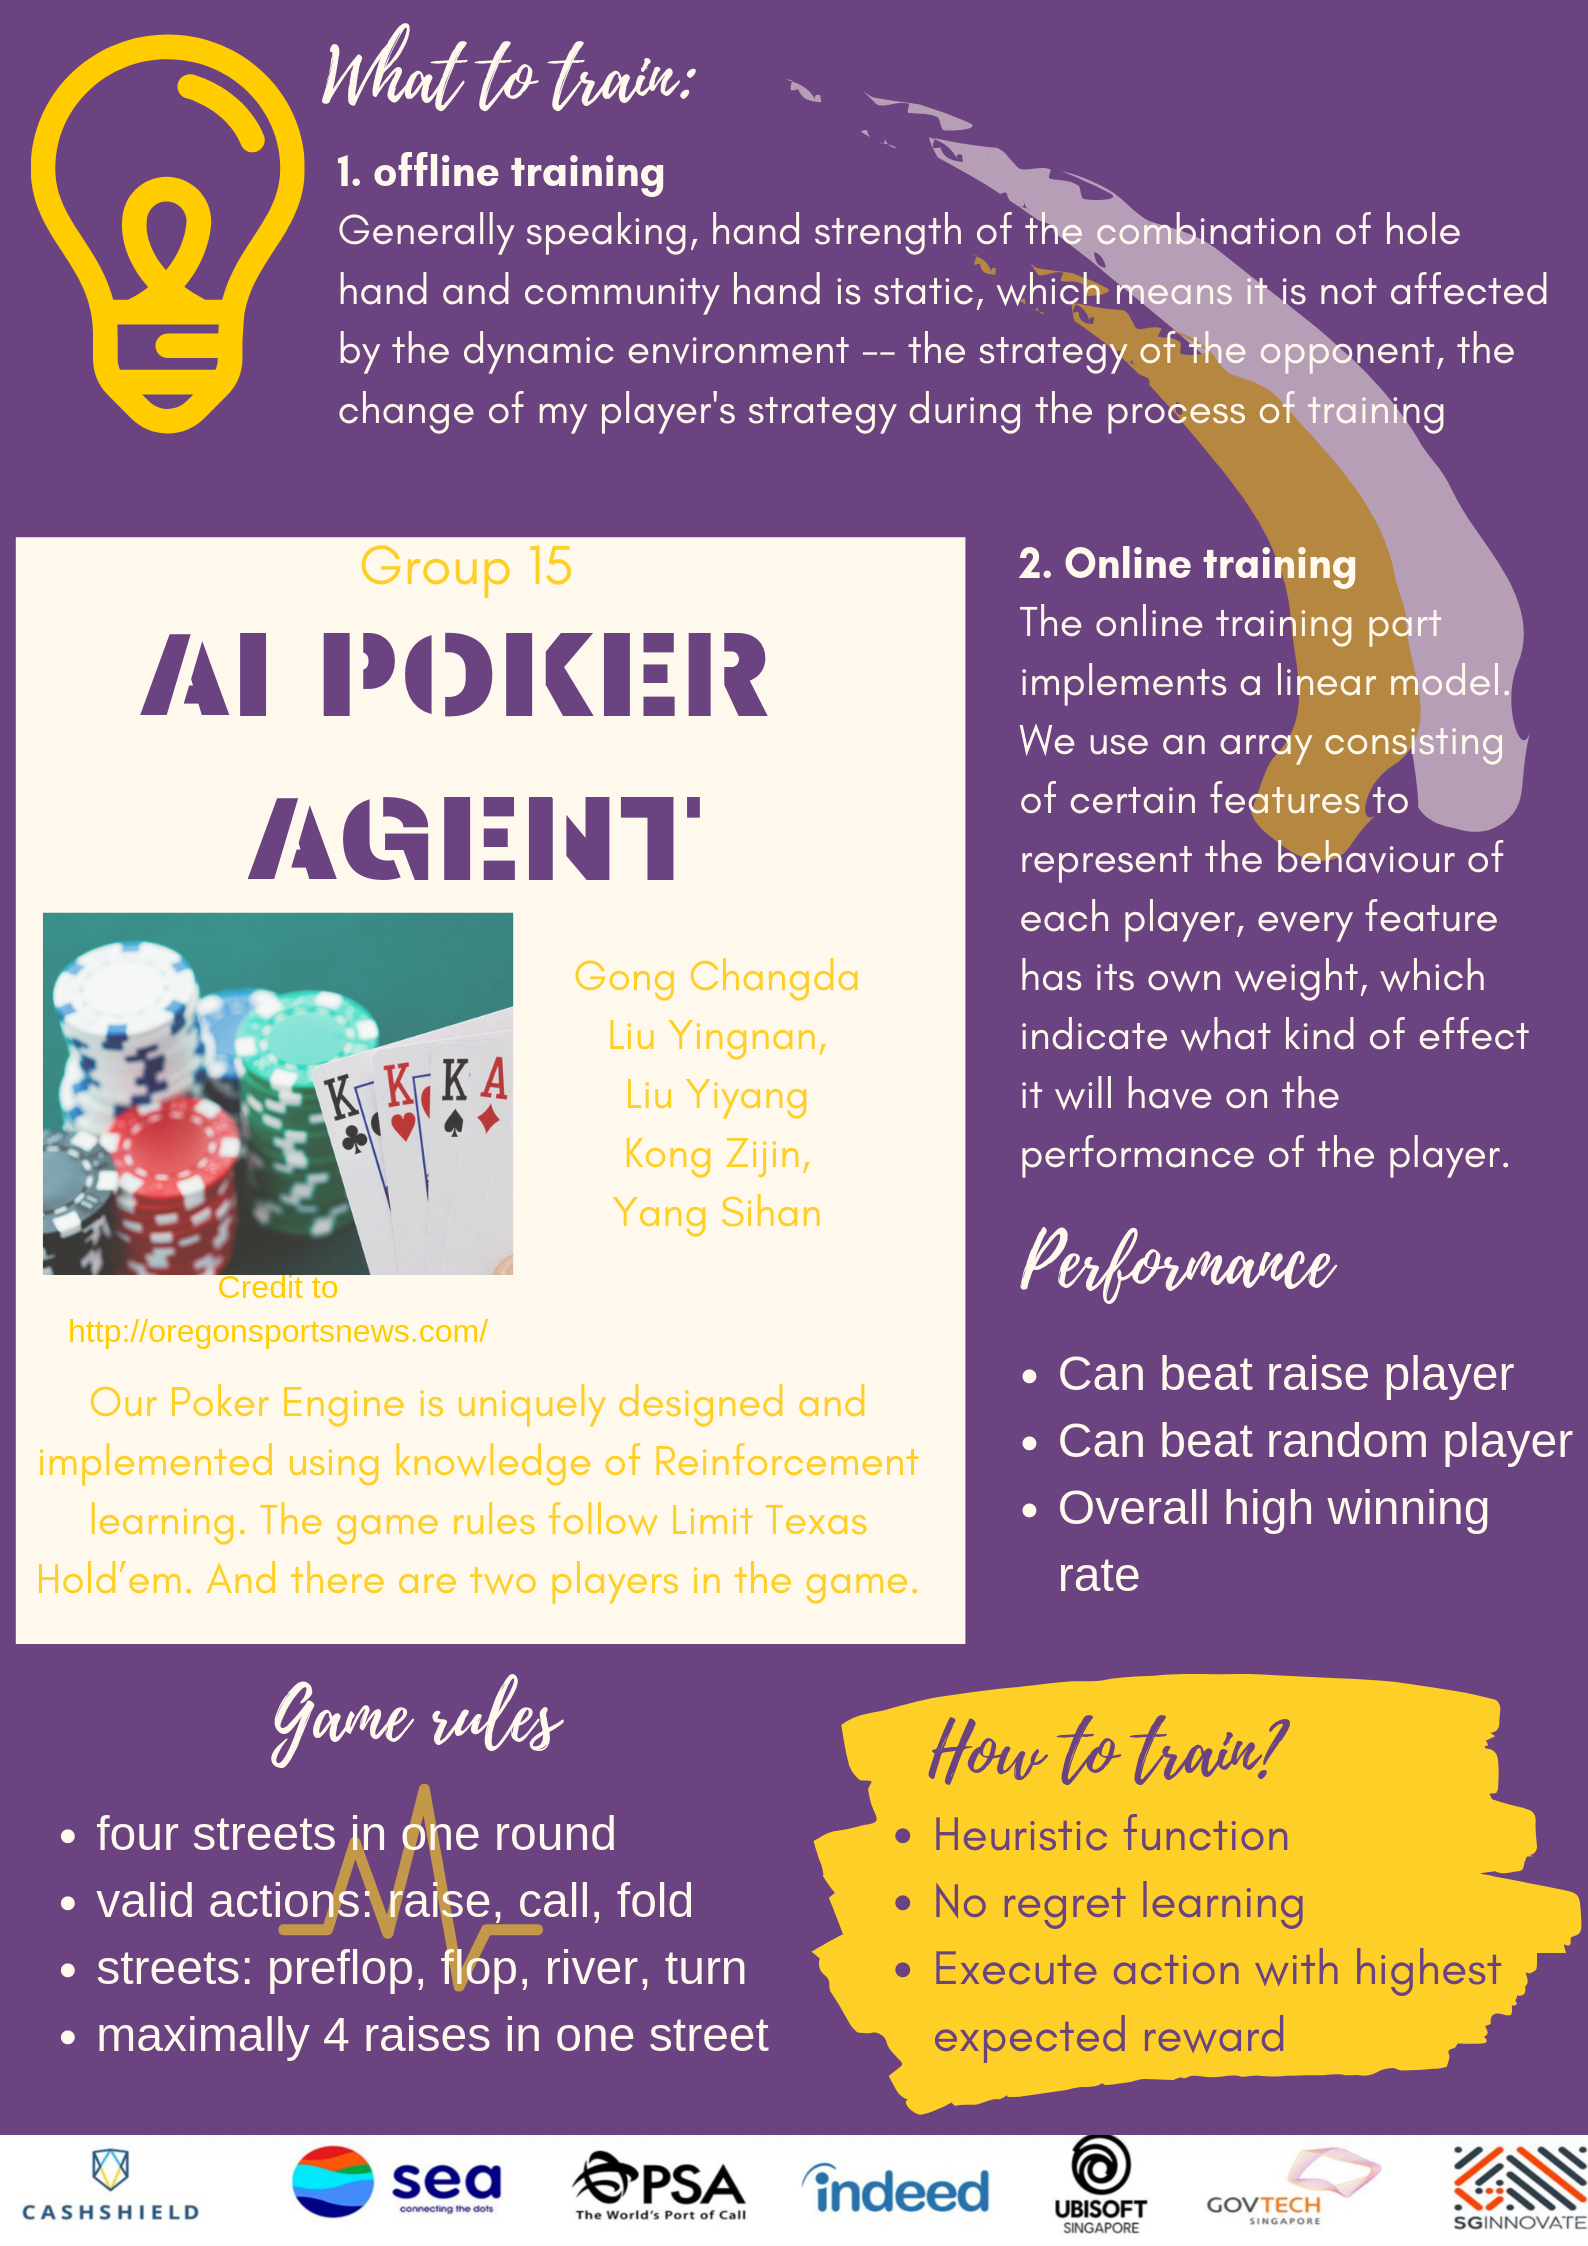 What to train:
1. offline training
Generally speaking, hand strength of the combination of hole
hand and community hand is static, which means it is not affected
by the dynamic environment -- the strategy of the opponent, the
change of my player's strategy during the process of training
Group 15
AI POKER
AGENT
K K K A
Gong Changda
Liu Yingnan,
Liu Yiyang
Kong Zijin,
Yang Sihan
Credit to
http://oregonsportsnews.com/
Our Poker Engine is uniquely designed and
implemented using knowledge of Reinforcement
learning. The game rules follow Limit Texas
Hold’em. And there are two players in the game.
2. Online training
The online training part
implements a linear model.
We use an array consisting
of certain features to
represent the behaviour of
each player, every feature
has its own weight, which
indicate what kind of effect
it will have on the
performance of the player.
Performance
• Can beat raise player
• Can beat random player
• Overall high winning
rate
Game rules
• four streets in one round
• valid actions: raise, call, fold
• streets: preflop, flop, river, turn
• maximally 4 raises in one street
How to train?
• Heuristic function
• No regret learning
• Execute action with highest
expected reward
CASHSHIELD
sea
connecting the dots
PSA
The World's Port of Call
indeed
UBISOFT
SINGAPORE
GOVTECH
SINGAPORE
SGINNOVATE